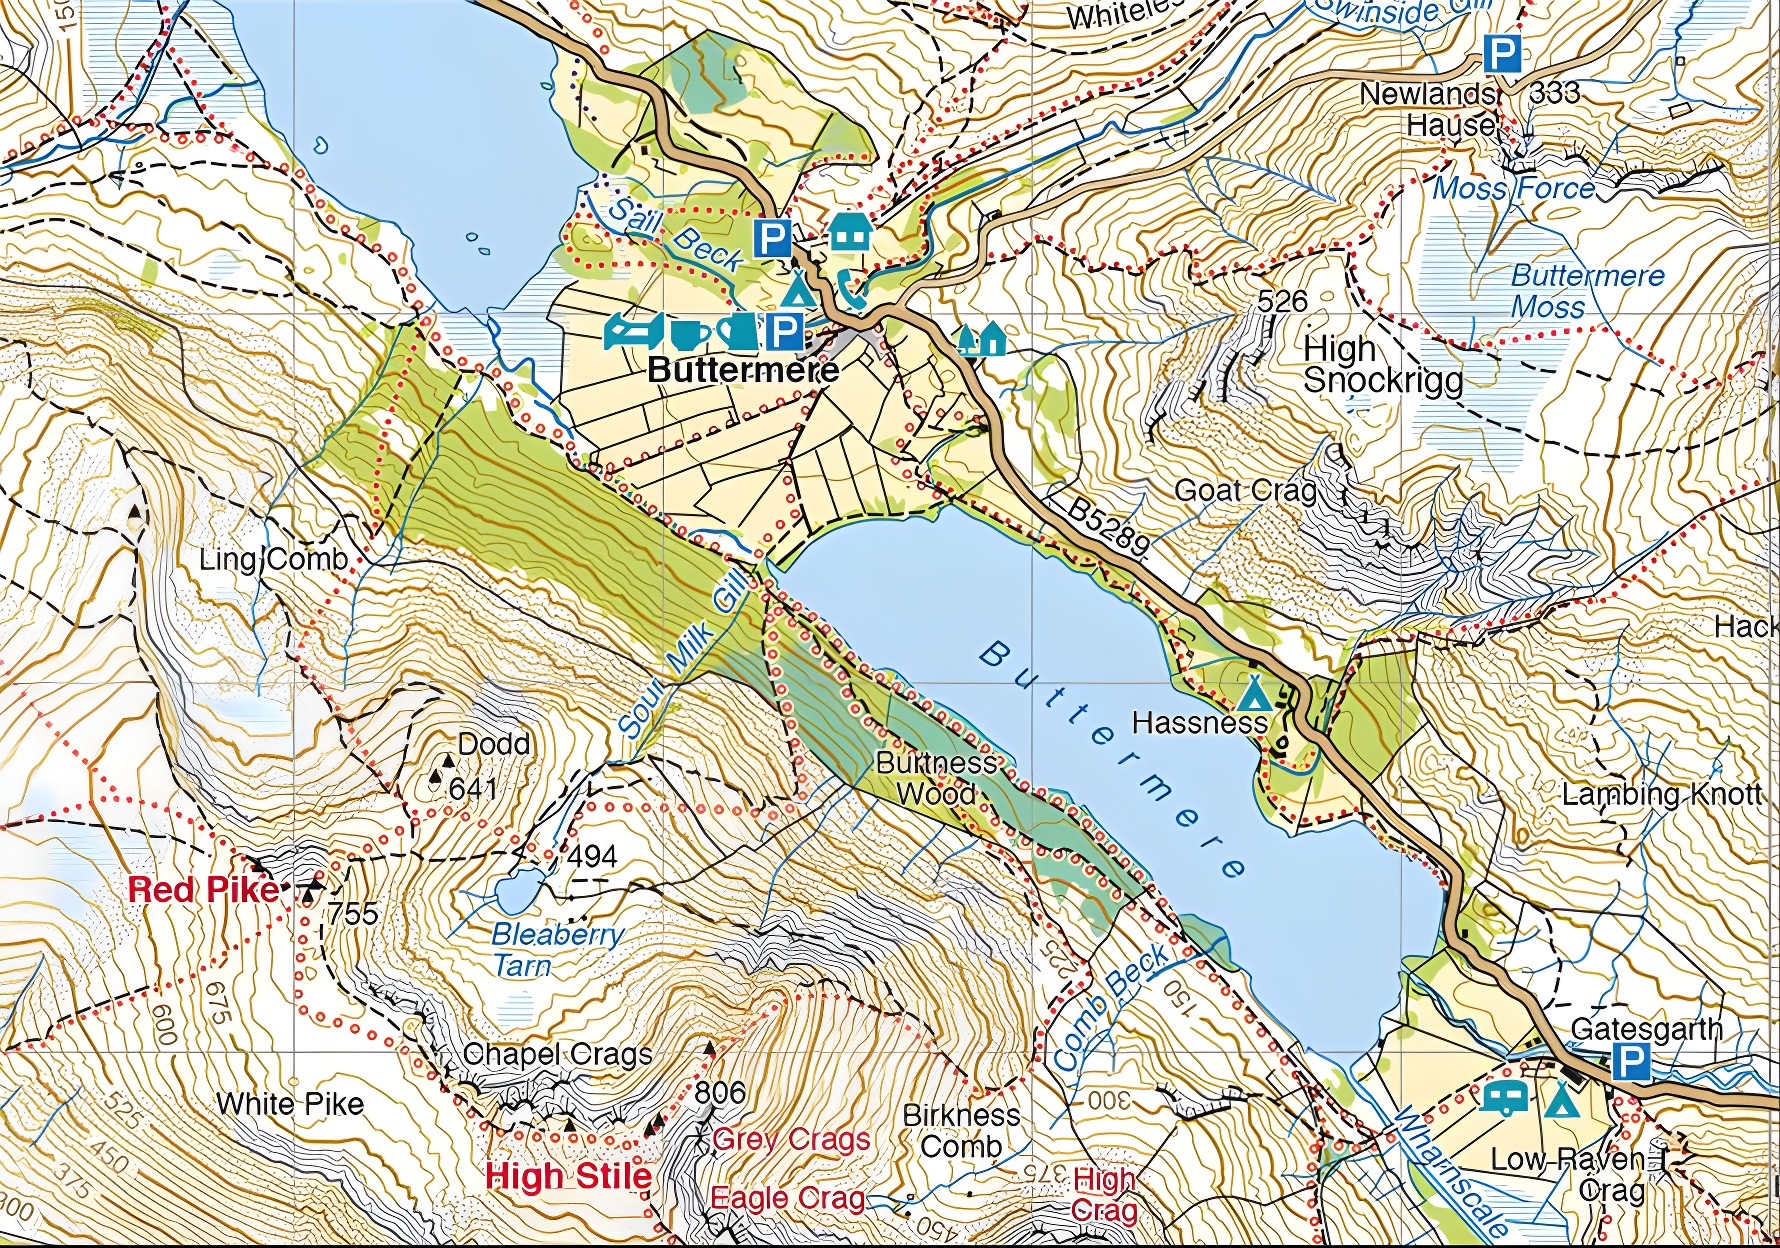 150
Whiteles
Swinside Gill
P
Newlands 333
Hause
Moss Force
Sail Beck
P
Buttermere
Moss
526
P
High
Snockrigg
Buttermere
Goat Crag
B5289
Ling Comb
Sour Milk Gill
Hack
Buttermere
Hassness
Dodd
641
Burtness
Wood
Lambing Knott
494
Red Pike
755
Bleaberry
Tarn
225
Comb Beck
150
675
600
Gatesgarth
P
Chapel Crags
806
White Pike
525
300
Birkness
Comb
Grey Crags
450
375
High Stile
Eagle Crag
375
High
Crag
Low Raven
Crag
Warnscale
300
450